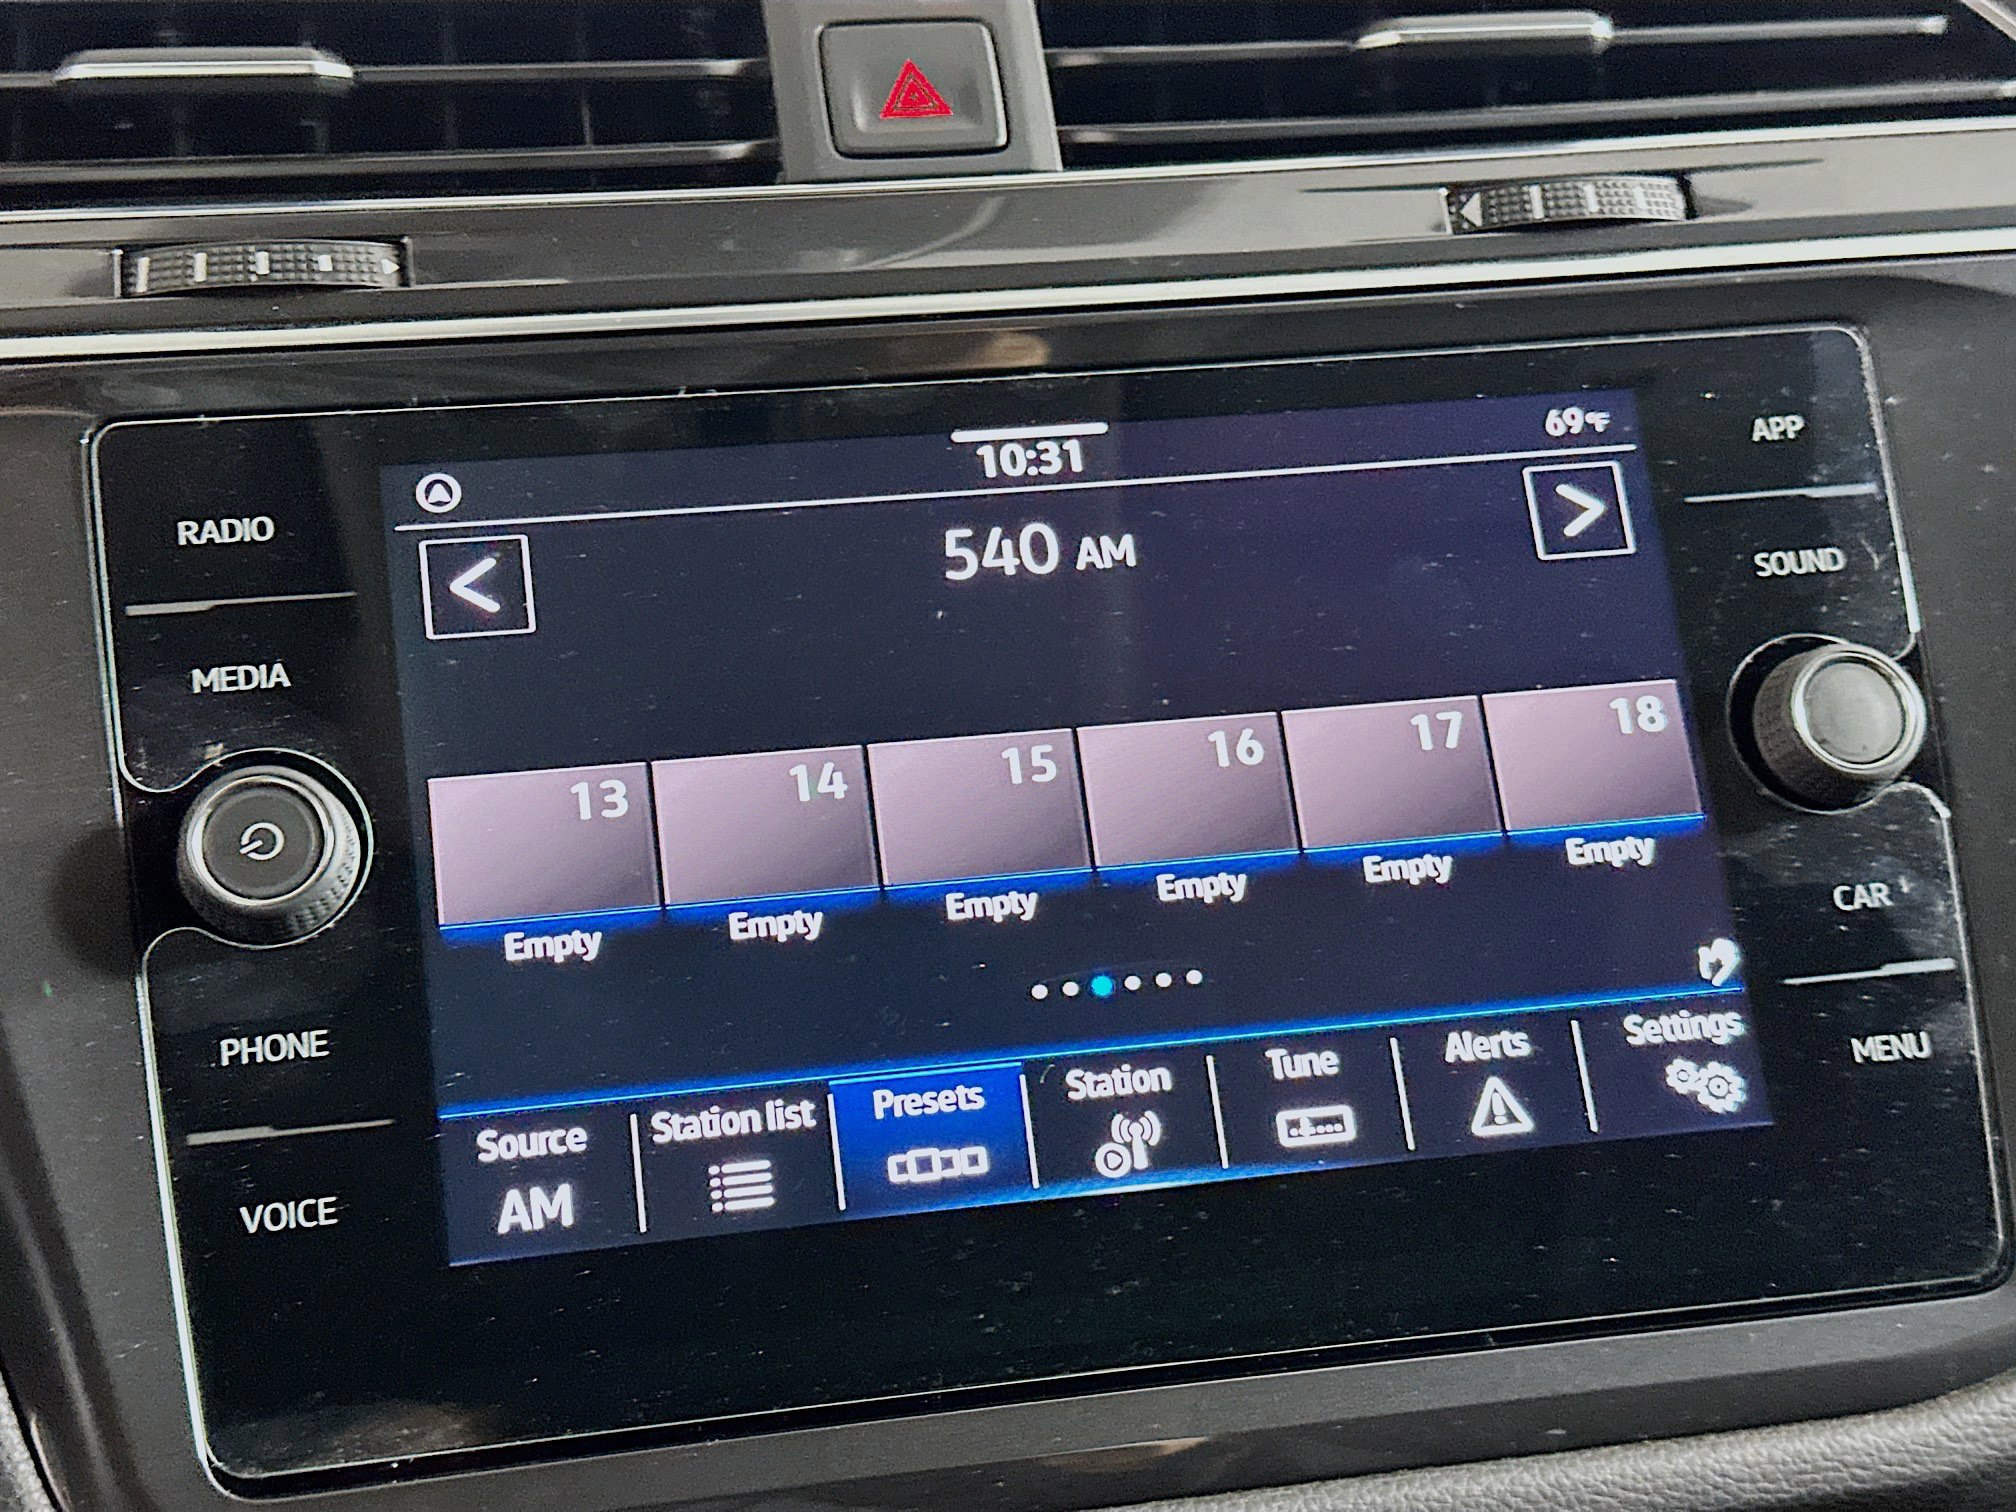 10:31
69°F
APP
RADIO
540 AM
SOUND
<
>
MEDIA
13 14 15 16 17 18
Empty Empty Empty Empty Empty Empty
CAR
PHONE
MENU
Source Station list Presets Station Tune Alerts Settings
AM
VOICE